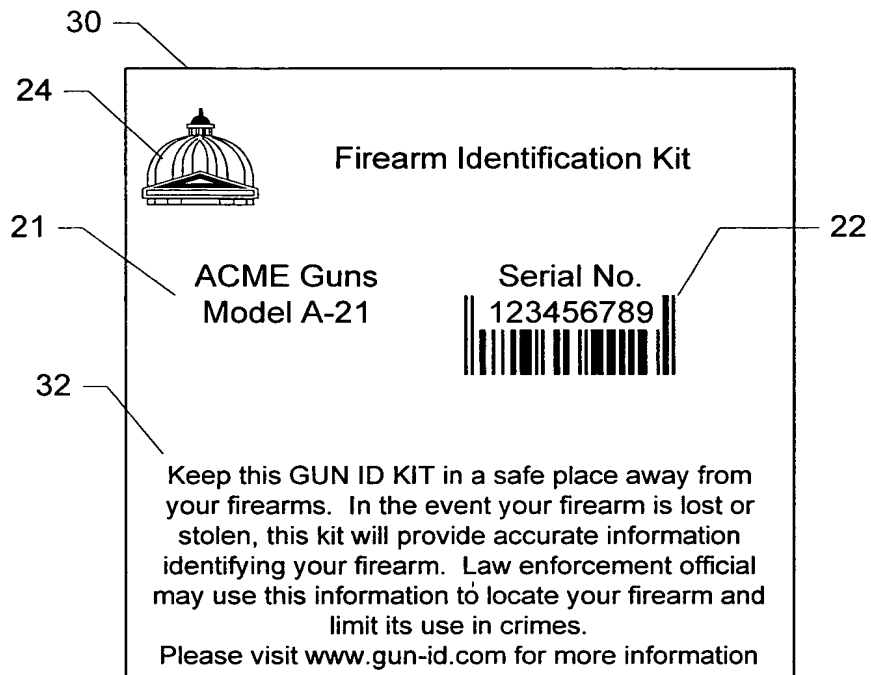 30
24
Firearm Identification Kit
21
22
ACME Guns
Serial No.
Model A-21
123456789
32
Keep this GUN ID KIT in a safe place away from
your firearms. In the event your firearm is lost or
stolen, this kit will provide accurate information
identifying your firearm. Law enforcement official
may use this information to locate your firearm and
limit its use in crimes.
Please visit www.gun-id.com for more information